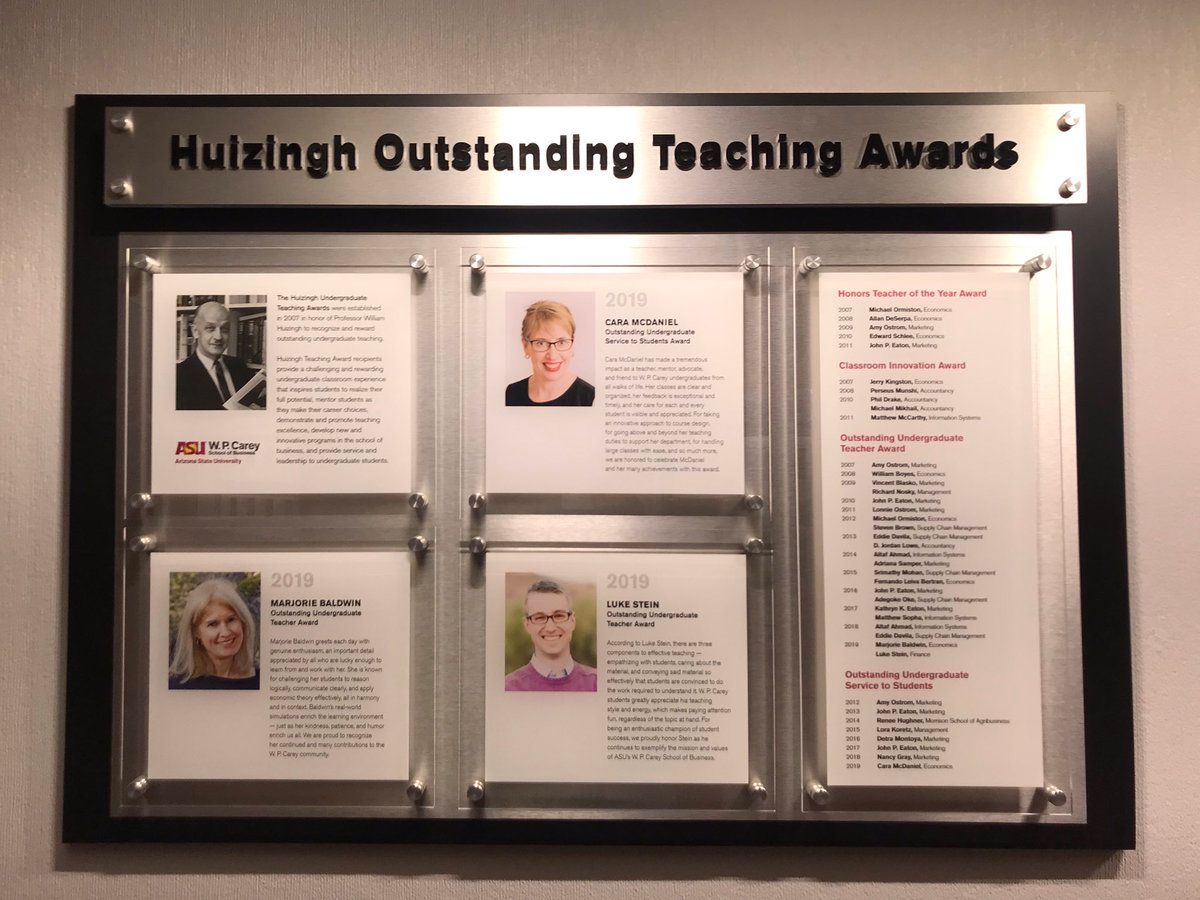 Huizingh Outstanding Teaching Awards
The Huizingh Undergraduate
Teaching Awards were established
in 2007 in honor of Professor William
Huizingh to recognize and reward
outstanding undergraduate teaching.
Huizingh Teaching Award recipients
provide a challenging and rewarding
undergraduate classroom experience
that inspires students to realize their
full potential, mentor students as
they make their career choices,
demonstrate and promote teaching
excellence, develop new and
innovative programs in the school of
business, and provide service and
leadership to undergraduate students.
ASU W. P. Carey
School of Business
Arizona State University
2019
CARA MCDANIEL
Outstanding Undergraduate
Service to Students Award
Cara McDaniel has made a tremendous
impact as a teacher, mentor, advocate,
and friend to W. P. Carey undergraduates from
all walks of life. Her classes are clear and
organized, her feedback is exceptional and
timely, and her care for each and every
student is visible and appreciated. For taking
an innovative approach to course design,
for going above and beyond her teaching
duties to support her department, for handling
large classes with ease, and so much more,
we are honored to celebrate McDaniel
and her many achievements with this award.
2019
MARJORIE BALDWIN
Outstanding Undergraduate
Teacher Award
Marjorie Baldwin greets each day with
genuine enthusiasm, an important detail
appreciated by all who are lucky enough to
learn from and work with her. She is known
for challenging her students to reason
logically, communicate clearly, and apply
economic theory effectively, all in harmony
and in context. Baldwin's real-world
simulations enrich the learning environment
— just as her kindness, patience, and humor
enrich us all. We are proud to recognize
her continued and many contributions to the
W. P. Carey community.
2019
LUKE STEIN
Outstanding Undergraduate
Teacher Award
According to Luke Stein, there are three
components to effective teaching —
empathizing with students, caring about the
material, and conveying said material so
effectively that students are convinced to do
the work required to understand it. W. P. Carey
students greatly appreciate his teaching
style and energy, which makes paying attention
fun, regardless of the topic at hand. For
being an enthusiastic champion of student
success, we proudly honor Stein as he
continues to exemplify the mission and values
of ASU's W. P. Carey School of Business.
Honors Teacher of the Year Award
2007 Michael Ormiston, Economics
2008 Allan DeSerpa, Economics
2009 Amy Ostrom, Marketing
2010 Edward Schlee, Economics
2011 John P. Eaton, Marketing
Classroom Innovation Award
2007 Jerry Kingston, Economics
2008 Perseus Munshi, Accountancy
2010 Phil Drake, Accountancy
Michael Mikhail, Accountancy
2011 Matthew McCarthy, Information Systems
Outstanding Undergraduate
Teacher Award
2007 Amy Ostrom, Marketing
2008 William Boyes, Economics
2009 Vincent Blasko, Marketing
Richard Nosky, Management
2010 John P. Eaton, Marketing
2011 Lonnie Ostrom, Marketing
2012 Michael Ormiston, Economics
Steven Brown, Supply Chain Management
2013 Eddie Davila, Supply Chain Management
D. Jordan Lowe, Accountancy
2014 Altaf Ahmad, Information Systems
Adriana Samper, Marketing
2015 Srimathy Mohan, Supply Chain Management
Fernando Leiva Bertran, Economics
2016 John P. Eaton, Marketing
Adegoke Oke, Supply Chain Management
2017 Kathryn K. Eaton, Marketing
Matthew Sopha, Information Systems
2018 Altaf Ahmad, Information Systems
Eddie Davila, Supply Chain Management
2019 Marjorie Baldwin, Economics
Luke Stein, Finance
Outstanding Undergraduate
Service to Students
2012 Amy Ostrom, Marketing
2013 John P. Eaton, Marketing
2014 Renee Hughner, Morrison School of Agribusiness
2015 Lora Koretz, Management
2016 Detra Montoya, Marketing
2017 John P. Eaton, Marketing
2018 Nancy Gray, Marketing
2019 Cara McDaniel, Economics